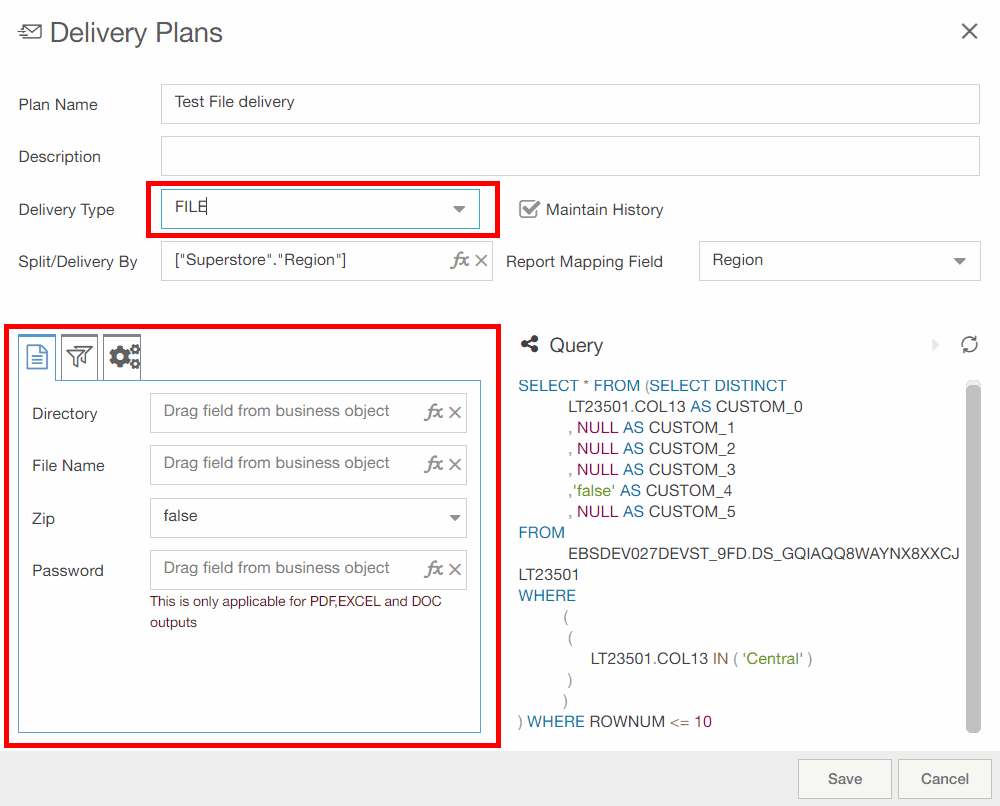 Delivery Plans
Plan Name
Test File delivery
Description
Delivery Type
FILE
Maintain History
Split/Delivery By
["Superstore"."Region"]
fx
Report Mapping Field
Region
Directory
Drag field from business object
fx
File Name
Drag field from business object
fx
Zip
false
Password
Drag field from business object
fx
This is only applicable for PDF,EXCEL and DOC
outputs
Query
SELECT * FROM (SELECT DISTINCT
LT23501.COL13 AS CUSTOM_0
, NULL AS CUSTOM_1
, NULL AS CUSTOM_2
, NULL AS CUSTOM_3
,'false' AS CUSTOM_4
, NULL AS CUSTOM_5
FROM
EBSDEV027DEVST_9FD.DS_GQIAQQ8WAYNX8XXCJ
LT23501
WHERE
(
(
LT23501.COL13 IN ( 'Central' )
)
)
) WHERE ROWNUM <= 10
Save
Cancel